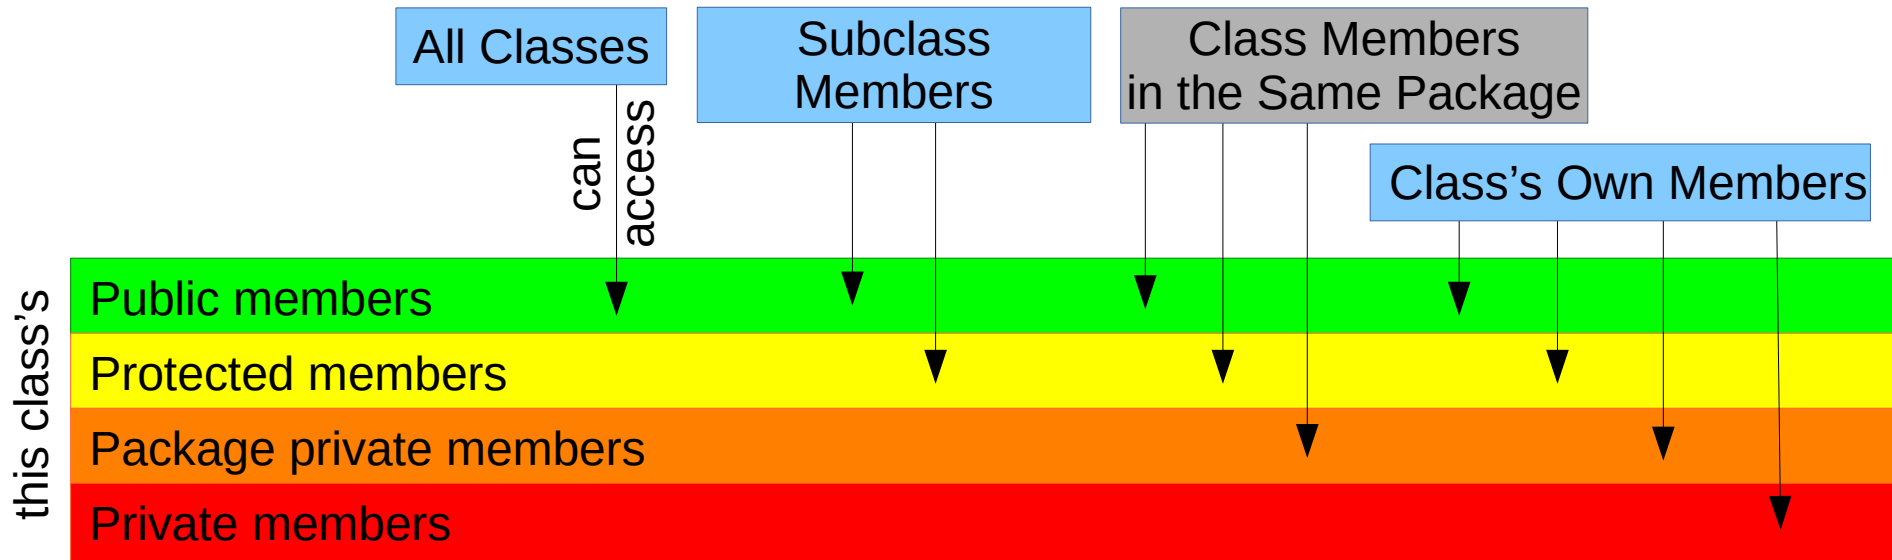 All Classes
Subclass
Members
Class Members
in the Same Package
Class’s Own Members
can
access
this class’s
Public members
Protected members
Package private members
Private members